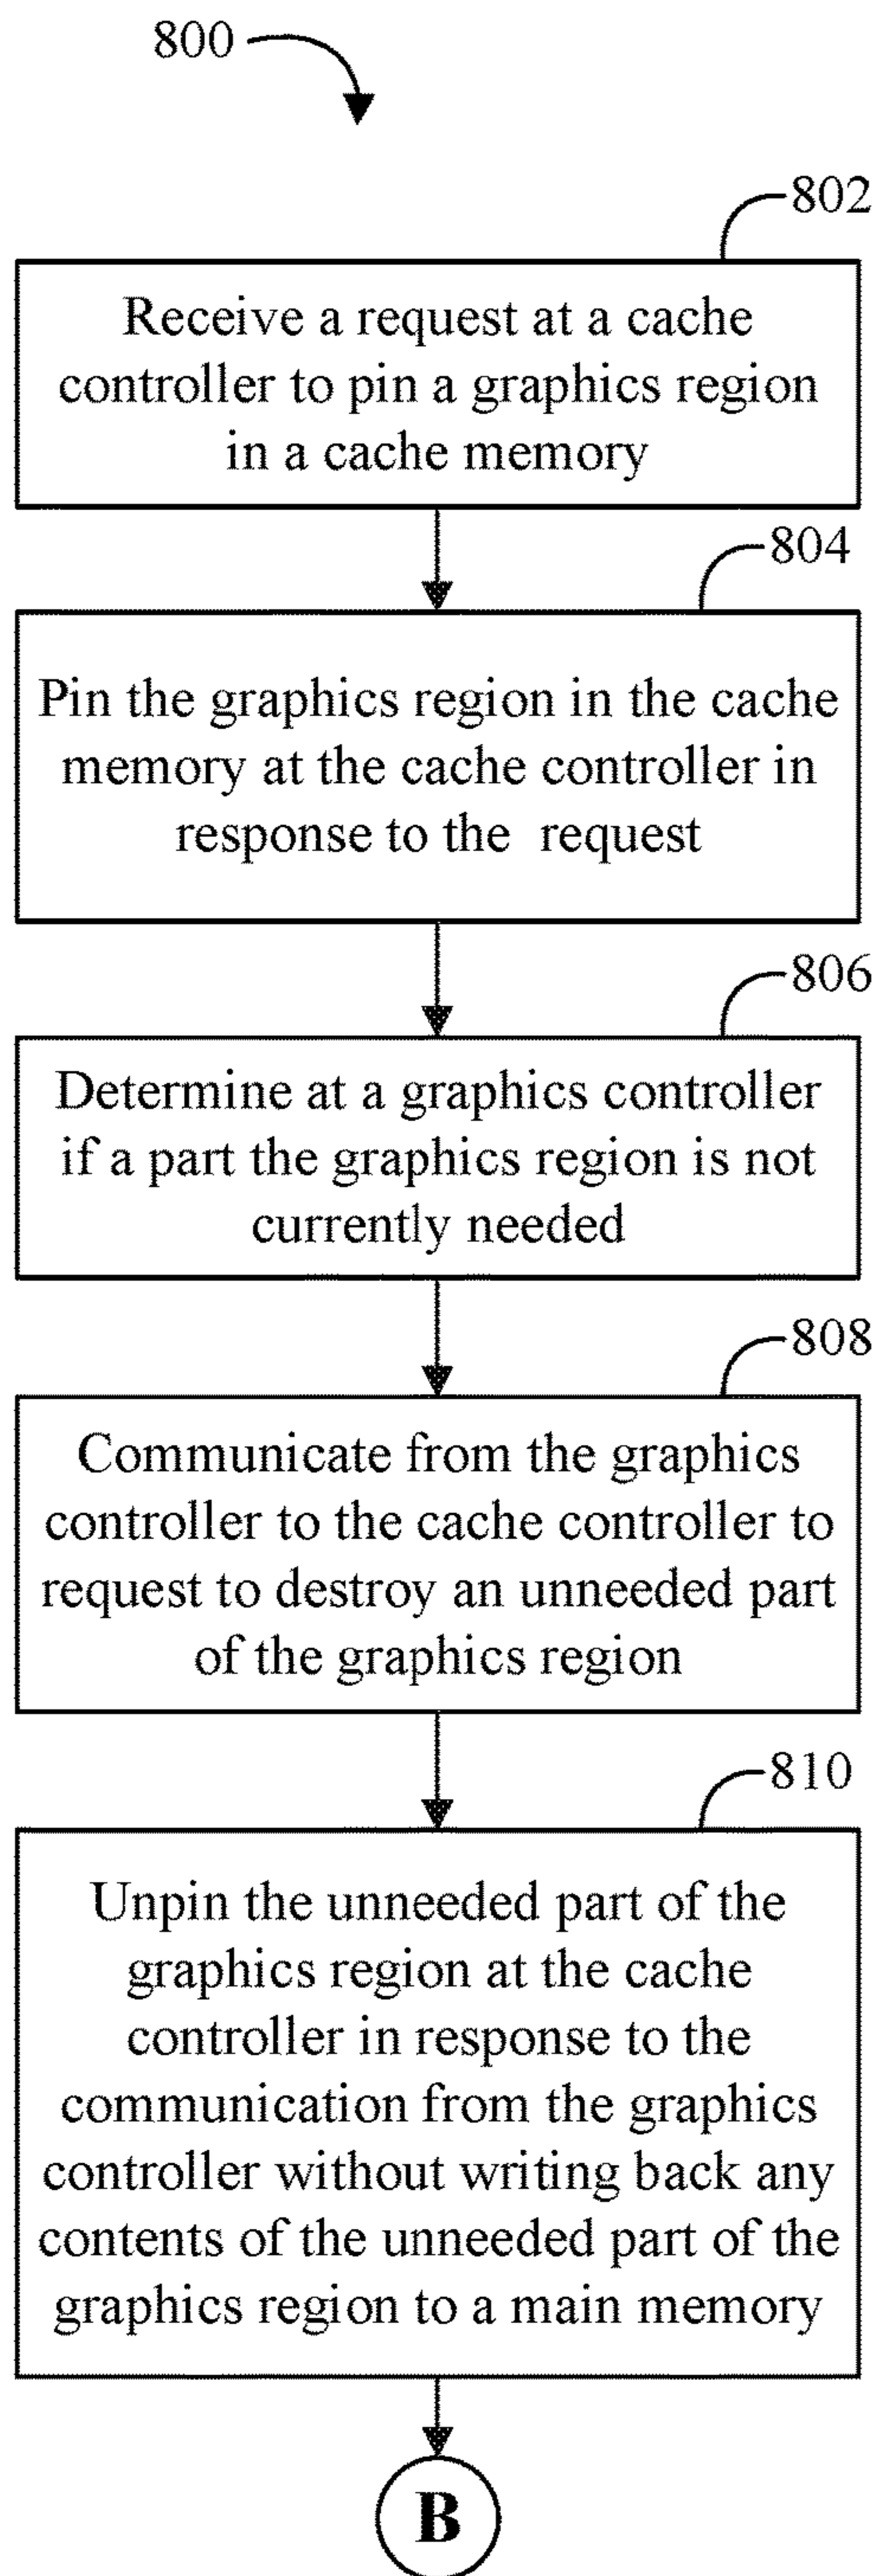 800
802
Receive a request at a cache
controller to pin a graphics region
in a cache memory
804
Pin the graphics region in the cache
memory at the cache controller in
response to the request
806
Determine at a graphics controller
if a part the graphics region is not
currently needed
808
Communicate from the graphics
controller to the cache controller to
request to destroy an unneeded part
of the graphics region
810
Unpin the unneeded part of the
graphics region at the cache
controller in response to the
communication from the graphics
controller without writing back any
contents of the unneeded part of the
graphics region to a main memory
B